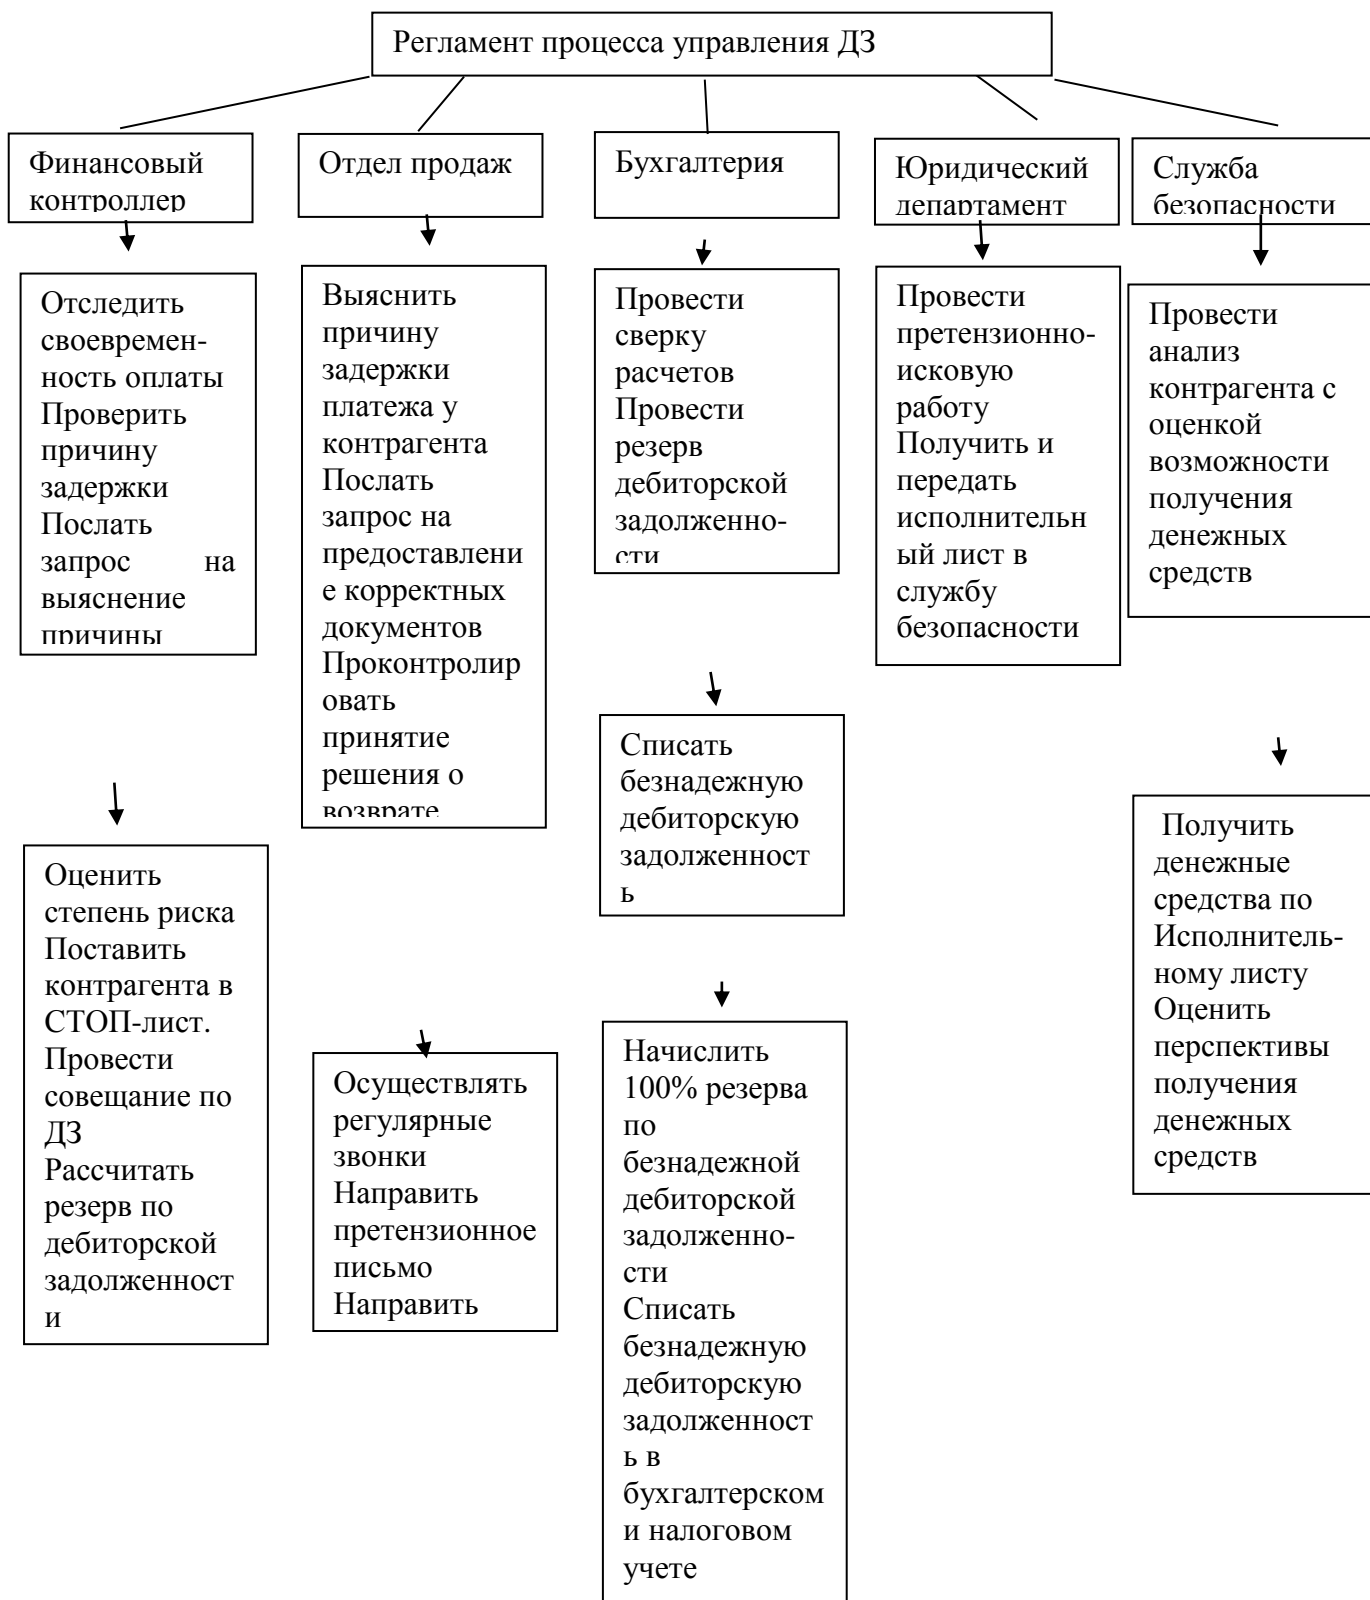 Регламент процесса управления ДЗ
Финансовый
контроллер
Отдел продаж
Бухгалтерия
Юридический
департамент
Служба
безопасности
Отследить
своевремен-
ность оплаты
Проверить
причину
задержки
Послать
запрос на
выяснение
причины
Выяснить
причину
задержки
платежа у
контрагента
Послать
запрос на
предоставлени
е корректных
документов
Проконтролир
овать
принятие
решения о
возврате
Провести
сверку
расчетов
Провести
резерв
дебиторской
задолженно-
сти
Провести
претензионно-
исковую
работу
Получить и
передать
исполнительн
ый лист в
службу
безопасности
Провести
анализ
контрагента с
оценкой
возможности
получения
денежных
средств
Оценить
степень риска
Поставить
контрагента в
СТОП-лист.
Провести
совещание по
ДЗ
Рассчитать
резерв по
дебиторской
задолженност
и
Осуществлять
регулярные
звонки
Направить
претензионное
письмо
Направить
Списать
безнадежную
дебиторскую
задолженност
ь
Начислить
100% резерва
по
безнадежной
дебиторской
задолженно-
сти
Списать
безнадежную
дебиторскую
задолженност
ь в
бухгалтерском
и налоговом
учете
Получить
денежные
средства по
Исполнитель-
ному листу
Оценить
перспективы
получения
денежных
средств